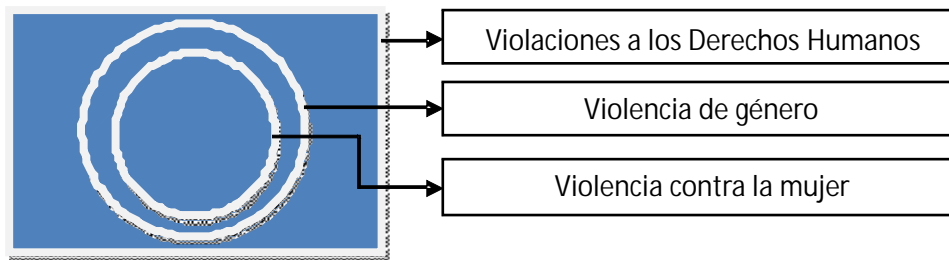 Violaciones a los Derechos Humanos
Violencia de género
Violencia contra la mujer